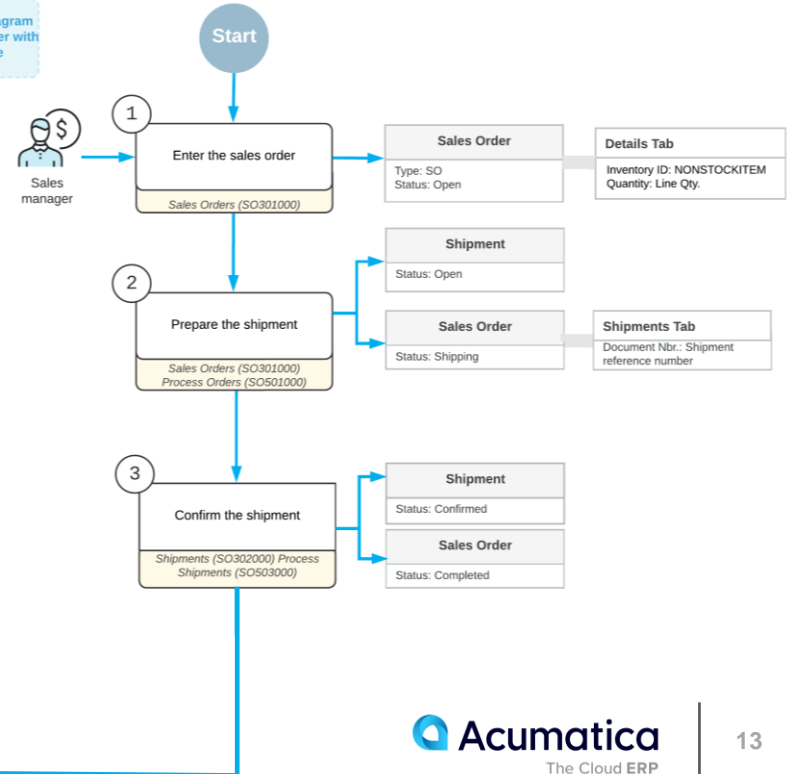 er with
Start
1
Enter the sales order
Sales Orders (SO301000)
Sales
manager
$
Sales Order
Type: SO
Status: Open
Details Tab
Inventory ID: NONSTOCKITEM
Quantity: Line Qty.
2
Prepare the shipment
Sales Orders (SO301000)
Process Orders (SO501000)
Shipment
Status: Open
Sales Order
Status: Shipping
Shipments Tab
Document Nbr.: Shipment
reference number
3
Confirm the shipment
Shipments (SO302000) Process
Shipments (SO503000)
Shipment
Status: Confirmed
Sales Order
Status: Completed
Acumatica
The Cloud ERP
13